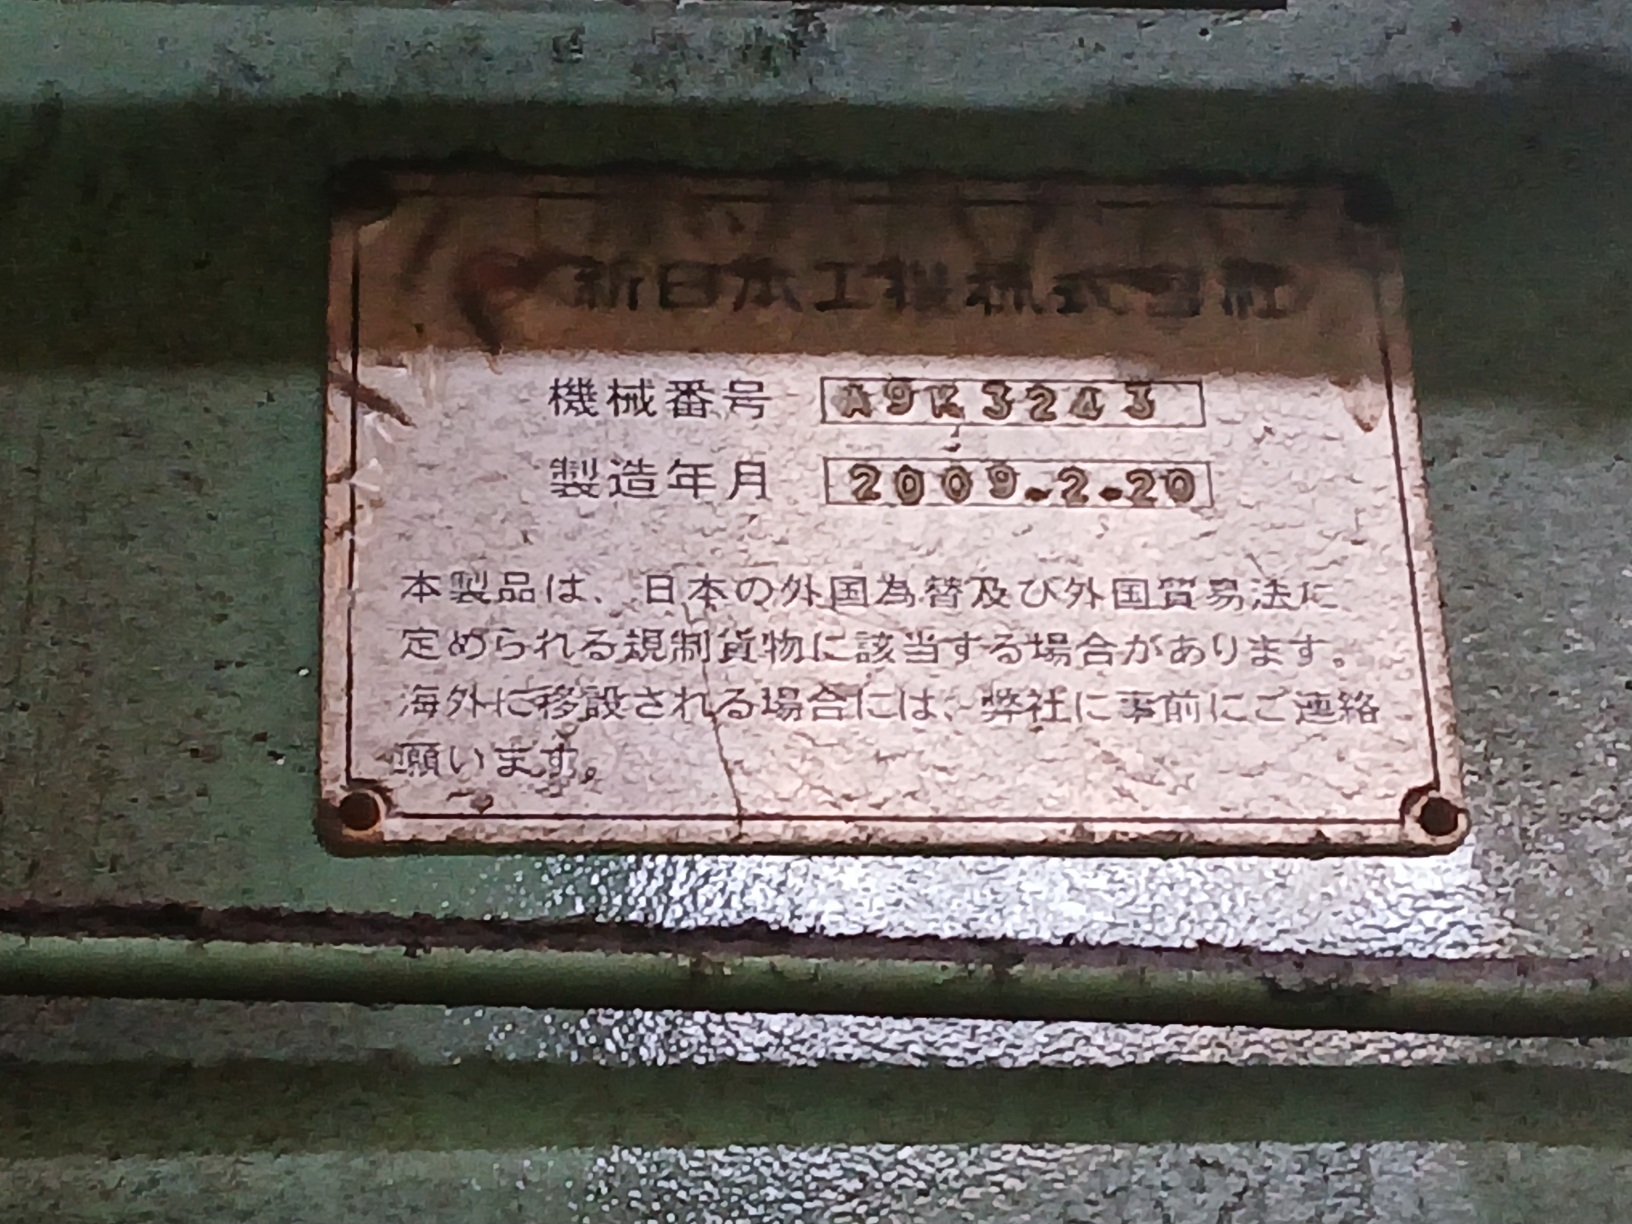 新日本工機株式会社
機械番号 A9K3243
製造年月 2009.2.20
本製品は、日本の外国為替及び外国貿易法に
定められる規制貨物に該当する場合があります。
海外に移設される場合には、弊社に事前にご連絡
願います。